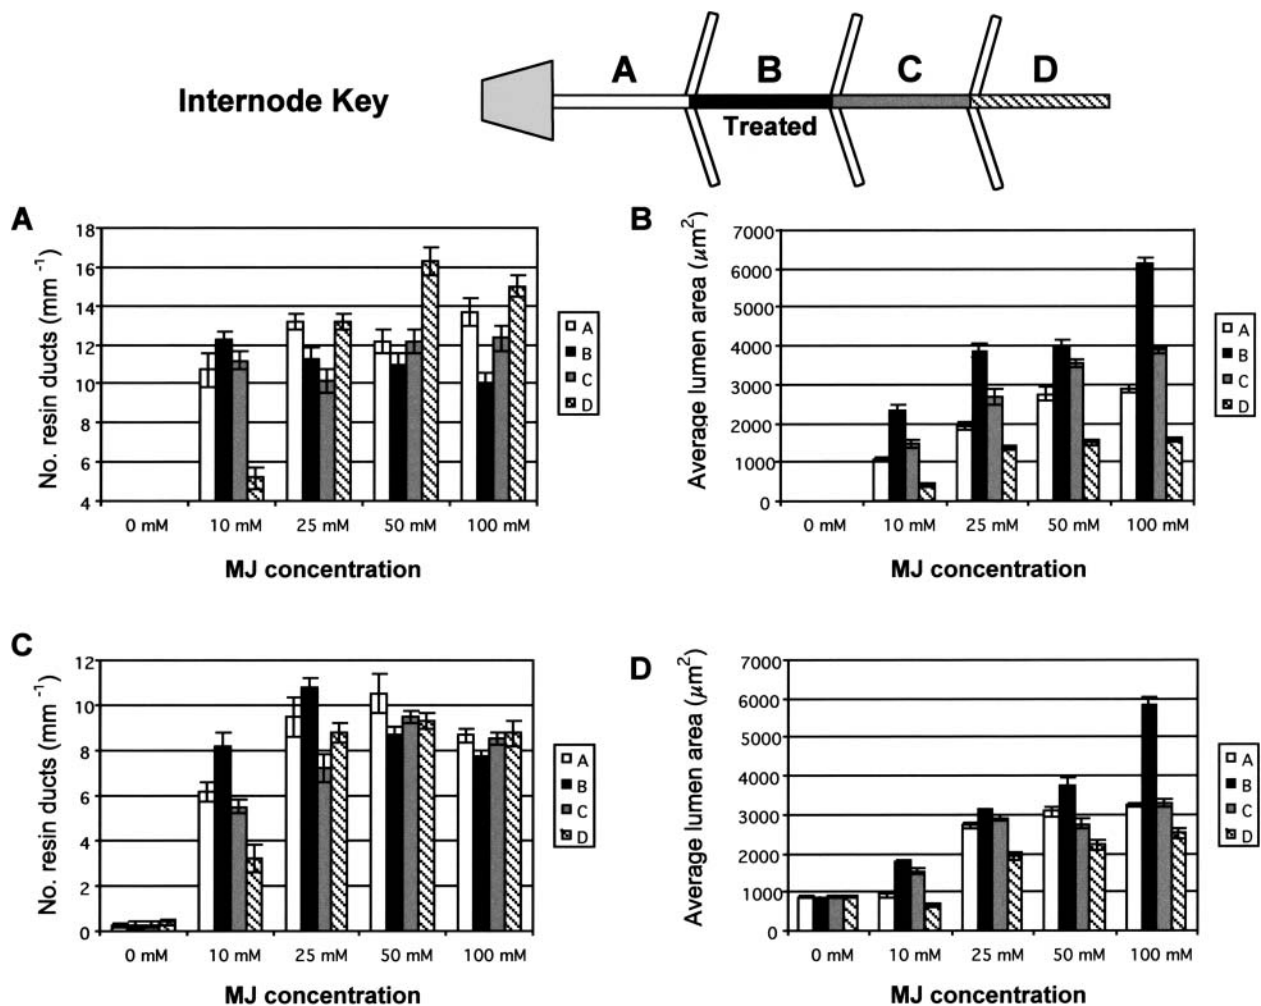 A B C D
Internode Key
Treated
A
No. resin ducts (mm⁻¹)
18
16
14
12
10
8
6
4
0 mM 10 mM 25 mM 50 mM 100 mM
MJ concentration
A
B
C
D
B
Average lumen area (μm²)
7000
6000
5000
4000
3000
2000
1000
0
0 mM 10 mM 25 mM 50 mM 100 mM
MJ concentration
A
B
C
D
C
No. resin ducts (mm⁻¹)
12
10
8
6
4
2
0
0 mM 10 mM 25 mM 50 mM 100 mM
MJ concentration
A
B
C
D
D
Average lumen area (μm²)
7000
6000
5000
4000
3000
2000
1000
0
0 mM 10 mM 25 mM 50 mM 100 mM
MJ concentration
A
B
C
D